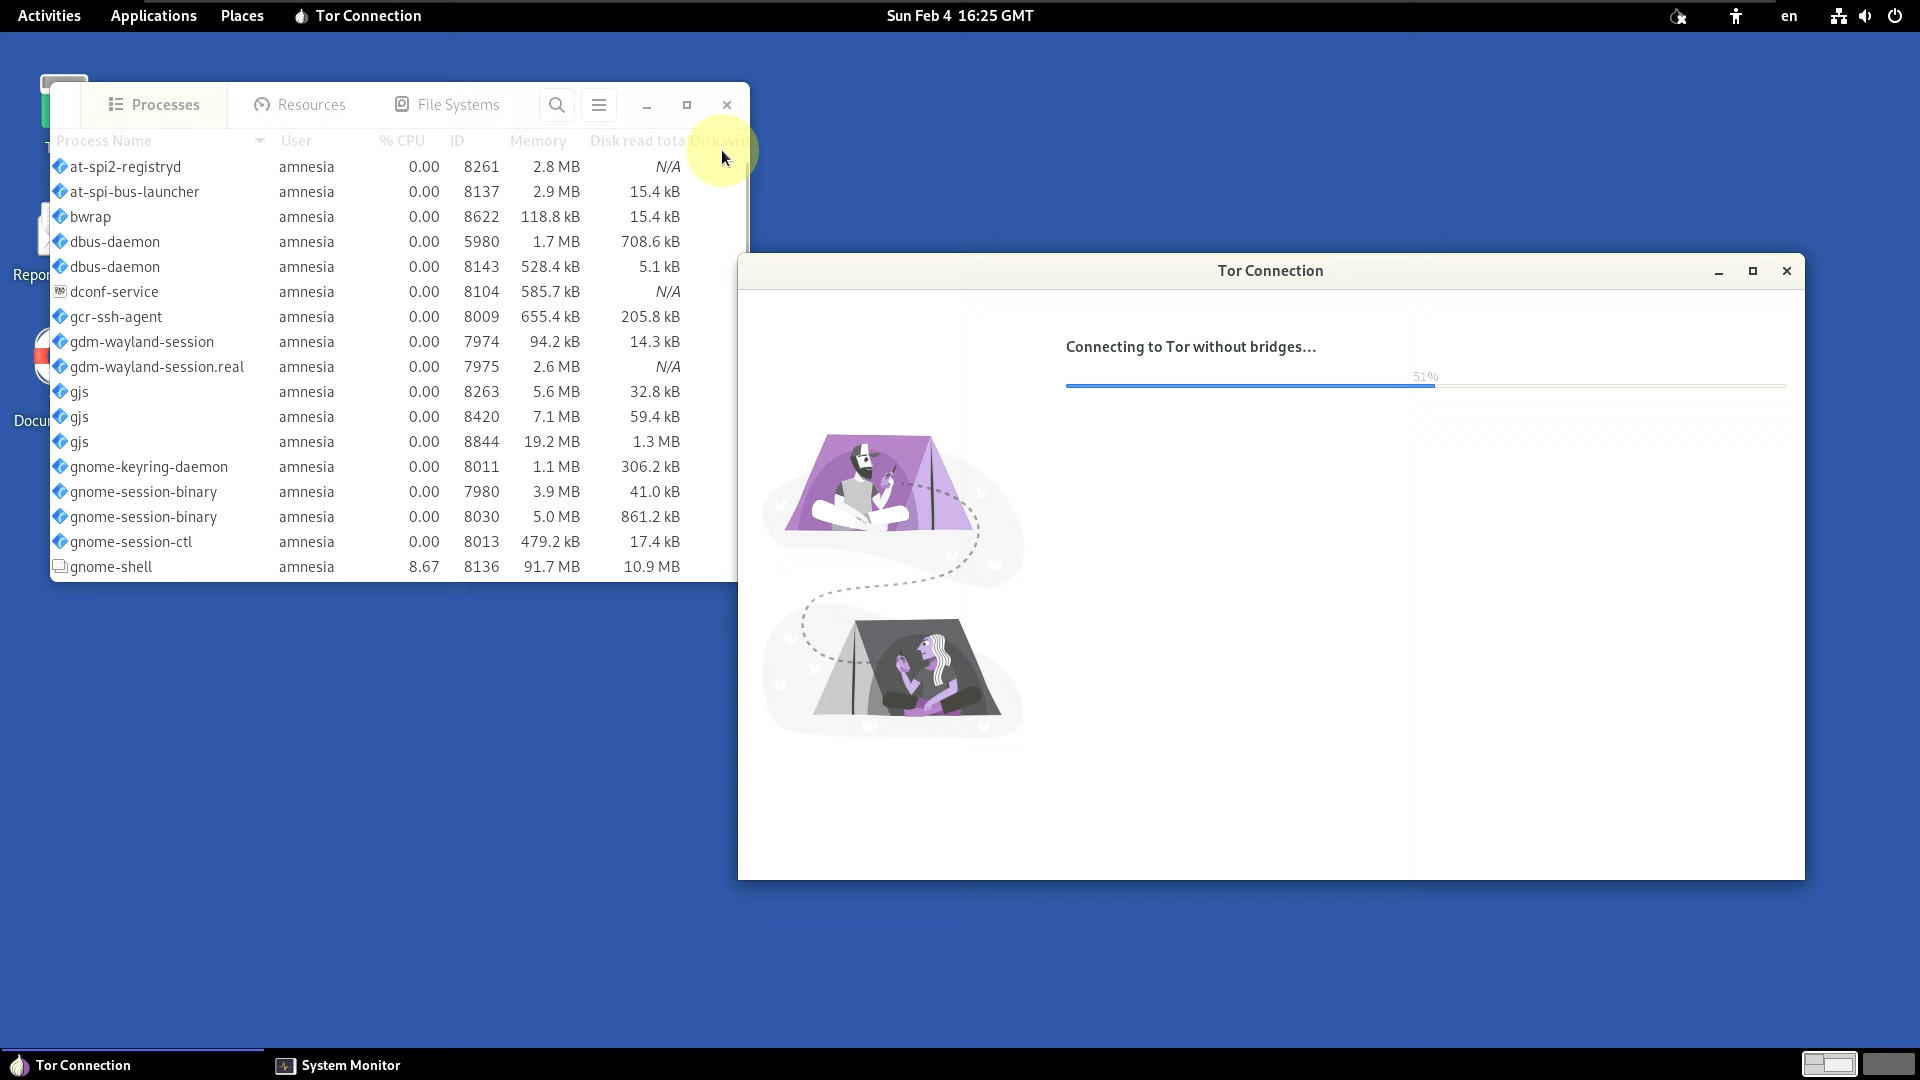 Activities Applications Places Tor Connection Sun Feb 4 16:25 GMT en
Processes Resources File Systems
Process Name User % CPU ID Memory Disk read tota Disk writ
at-spi2-registryd amnesia 0.00 8261 2.8 MB N/A
at-spi-bus-launcher amnesia 0.00 8137 2.9 MB 15.4 kB
bwrap amnesia 0.00 8622 118.8 kB 15.4 kB
dbus-daemon amnesia 0.00 5980 1.7 MB 708.6 kB
dbus-daemon amnesia 0.00 8143 528.4 kB 5.1 kB
dconf-service amnesia 0.00 8104 585.7 kB N/A
gcr-ssh-agent amnesia 0.00 8009 655.4 kB 205.8 kB
gdm-wayland-session amnesia 0.00 7974 94.2 kB 14.3 kB
gdm-wayland-session.real amnesia 0.00 7975 2.6 MB N/A
gjs amnesia 0.00 8263 5.6 MB 32.8 kB
gjs amnesia 0.00 8420 7.1 MB 59.4 kB
gjs amnesia 0.00 8844 19.2 MB 1.3 MB
gnome-keyring-daemon amnesia 0.00 8011 1.1 MB 306.2 kB
gnome-session-binary amnesia 0.00 7980 3.9 MB 41.0 kB
gnome-session-binary amnesia 0.00 8030 5.0 MB 861.2 kB
gnome-session-ctl amnesia 0.00 8013 479.2 kB 17.4 kB
gnome-shell amnesia 8.67 8136 91.7 MB 10.9 MB
Repor
Docu
Tor Connection
Connecting to Tor without bridges…
51%
Tor Connection System Monitor